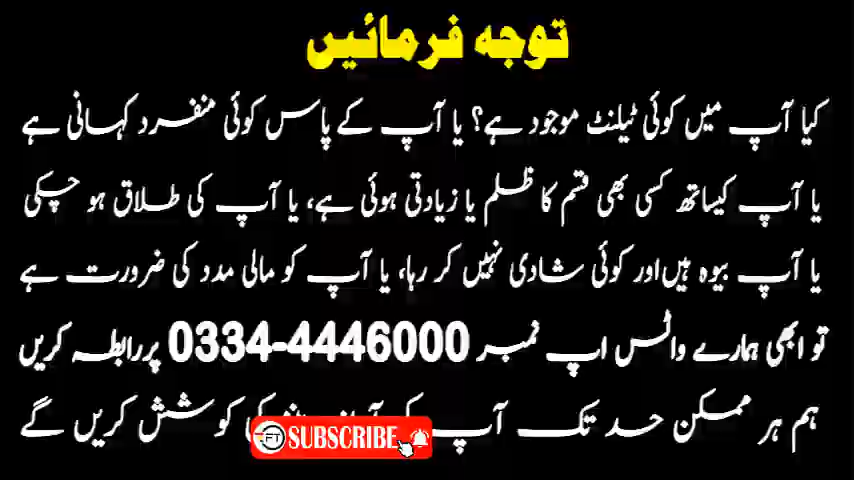 توجہ فرمائیں
کیا آپ میں کوئی ٹیلنٹ موجود ہے؟ یا آپ کے پاس کوئی منفرد کہانی ہے
یا آپ کیساتھ کسی بھی قسم کا ظلم یا زیادتی ہوئی ہے، یا آپ کی طلاق ہو چکی
یا آپ بیوہ ہیں اور کوئی شادی نہیں کر رہا، یا آپ کو مالی مدد کی ضرورت ہے
تو ابھی ہمارے واٹس اپ نمبر 0334-4446000 پر رابطہ کریں
ہم ہر ممکن حد تک آپ کی کوشش کریں گے
FT SUBSCRIBE